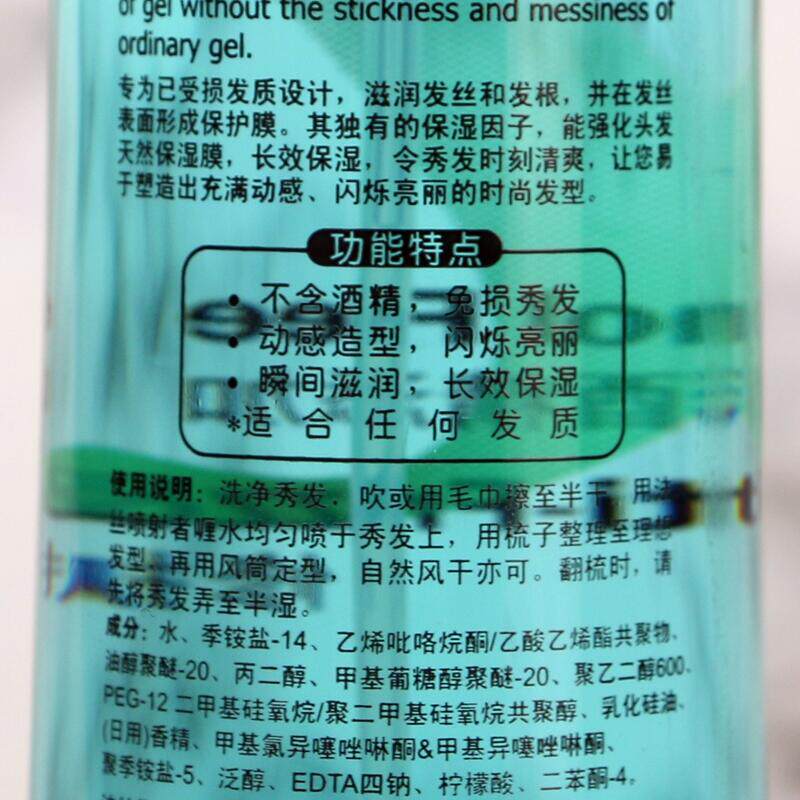 of gel without the stickness and messiness of
ordinary gel.
专为已受损发质设计，滋润发丝和发根，并在发丝
表面形成保护膜。其独有的保湿因子，能强化头发
天然保湿膜，长效保湿，令秀发时刻清爽，让您易
于塑造出充满动感、闪烁亮丽的时尚发型。
功能特点
• 不含酒精，免损秀发
• 动感造型，闪烁亮丽
• 瞬间滋润，长效保湿
*适合任何发质
使用说明：洗净秀发，吹或用毛巾擦至半干，用法
丝喷射者喱水均匀喷于秀发上，用梳子整理至理想
发型，再用风筒定型，自然风干亦可。翻梳时，请
先将秀发弄至半湿。
成分：水、季铵盐-14、乙烯吡咯烷酮/乙酸乙烯酯共聚物、
油醇聚醚-20、丙二醇、甲基葡糖醇聚醚-20、聚乙二醇600、
PEG-12 二甲基硅氧烷/聚二甲基硅氧烷共聚醇、乳化硅油、
(日用)香精、甲基氯异噻唑啉酮&甲基异噻唑啉酮、
聚季铵盐-5、泛醇、EDTA四钠、柠檬酸、二苯酮-4。